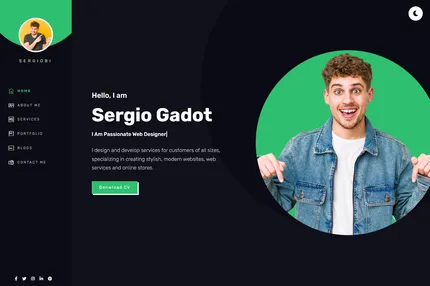 SERGIOBI
HOME
ABOUT ME
SERVICES
PORTFOLIO
BLOGS
CONTACT ME
Hello, I am
Sergio Gadot
I Am Passionate Web Designer|
I design and develop services for customers of all sizes,
specializing in creating stylish, modern websites, web
services and online stores.
Download CV